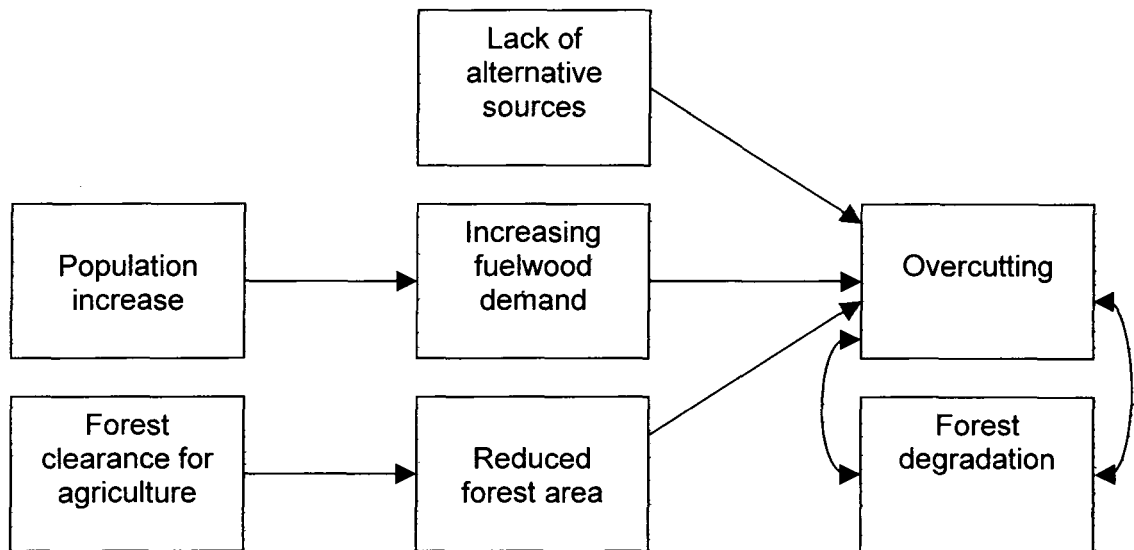 Lack of
alternative
sources
Population
increase
Increasing
fuelwood
demand
Overcutting
Forest
clearance for
agriculture
Reduced
forest area
Forest
degradation